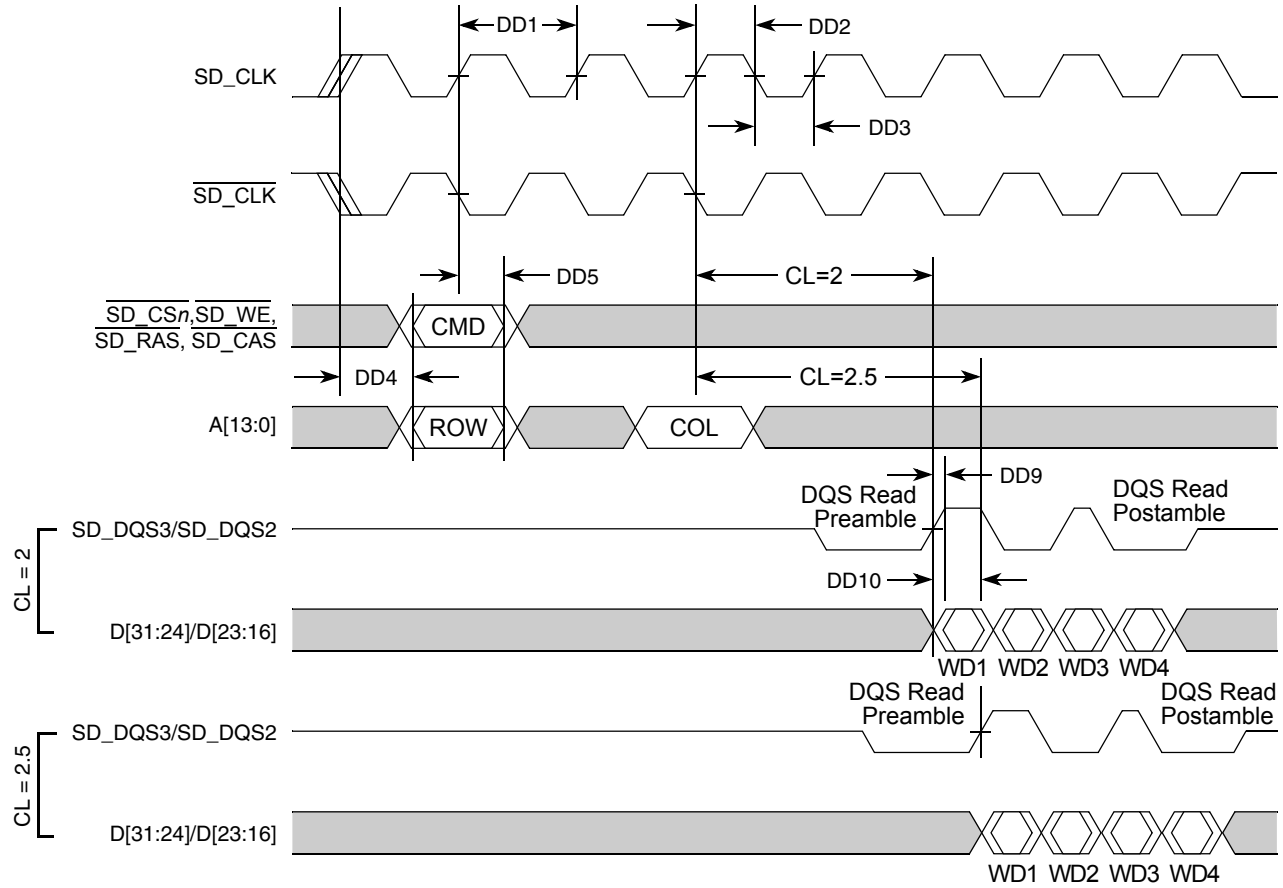 DD1
DD2
SD_CLK
DD3
SD_CLK
DD5
CL=2
SD_CSn,SD_WE,
SD_RAS, SD_CAS
CMD
DD4
CL=2.5
A[13:0]
ROW
COL
DD9
DQS Read
Preamble
DQS Read
Postamble
SD_DQS3/SD_DQS2
CL = 2
DD10
D[31:24]/D[23:16]
WD1 WD2 WD3 WD4
DQS Read
Preamble
DQS Read
Postamble
SD_DQS3/SD_DQS2
CL = 2.5
D[31:24]/D[23:16]
WD1 WD2 WD3 WD4